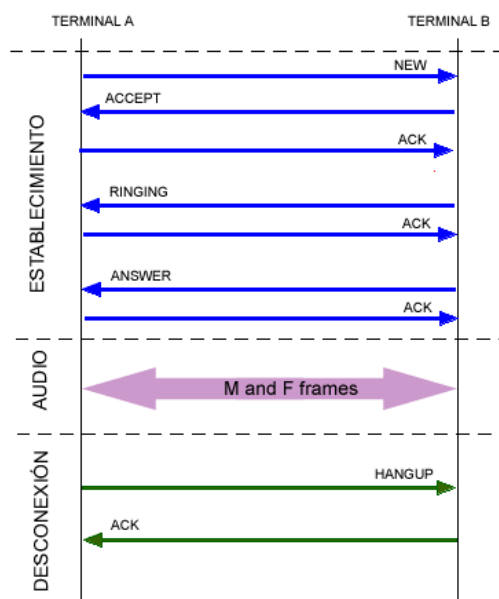 TERMINAL A
TERMINAL B
NEW
ACCEPT
ACK
RINGING
ACK
ANSWER
ACK
ESTABLECIMIENTO
M and F frames
AUDIO
HANGUP
ACK
DESCONEXIÓN